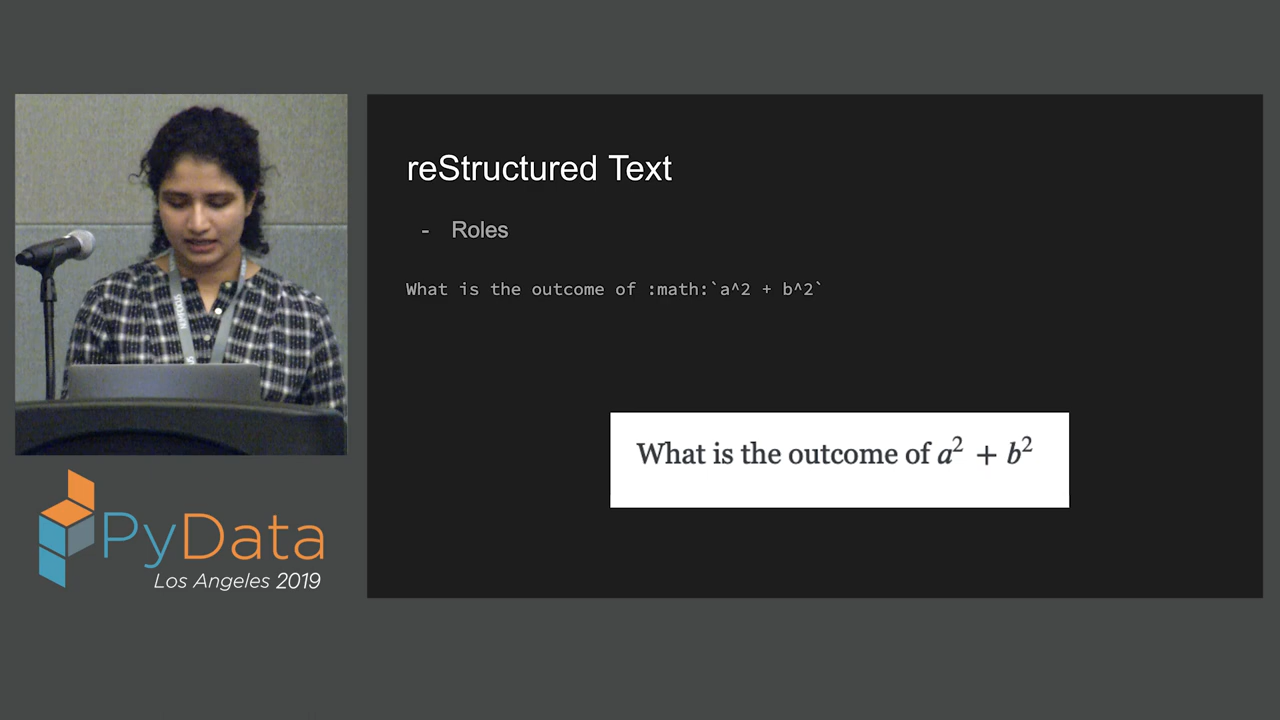 reStructured Text
- Roles
What is the outcome of :math:`a^2 + b^2`
What is the outcome of a² + b²
PyData
Los Angeles 2019